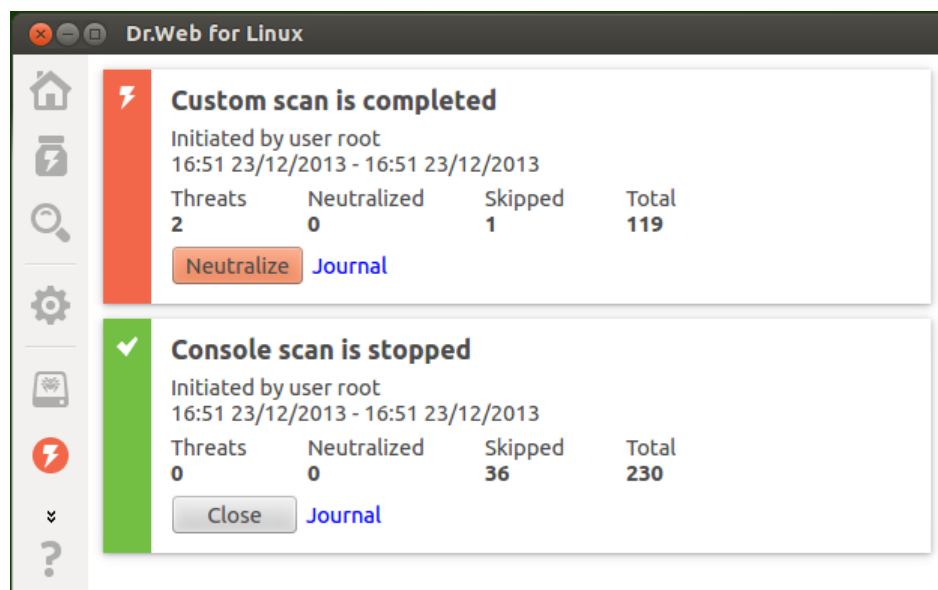 Dr.Web for Linux
Custom scan is completed
Initiated by user root
16:51 23/12/2013 - 16:51 23/12/2013
Threats Neutralized Skipped Total
2 0 1 119
Neutralize Journal
Console scan is stopped
Initiated by user root
16:51 23/12/2013 - 16:51 23/12/2013
Threats Neutralized Skipped Total
0 0 36 230
Close Journal
?